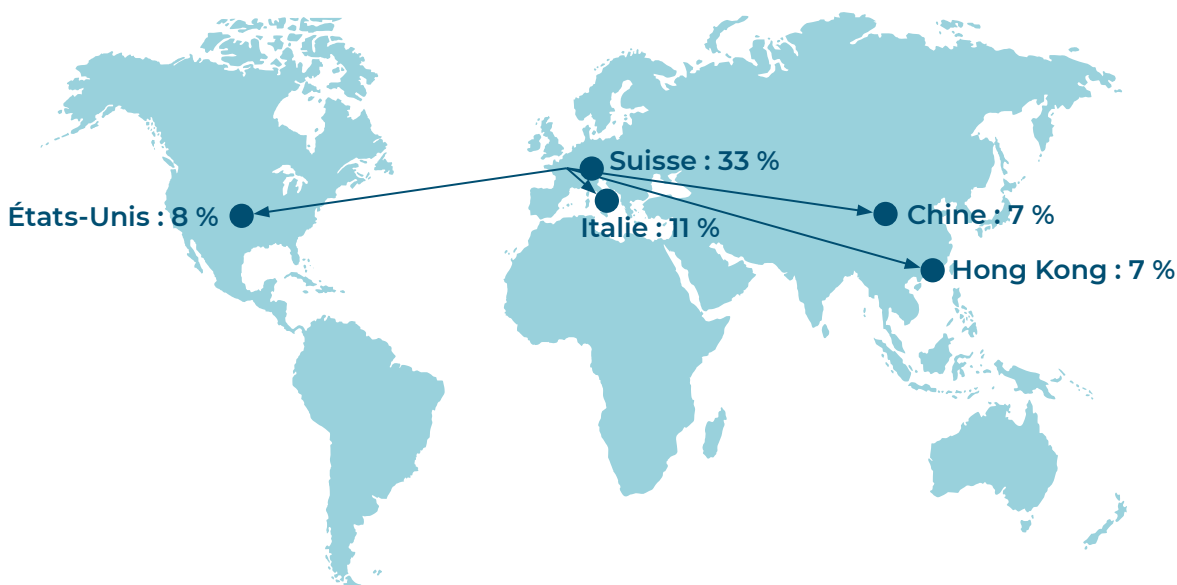 Suisse : 33 %
États-Unis : 8 %
Italie : 11 %
Chine : 7 %
Hong Kong : 7 %